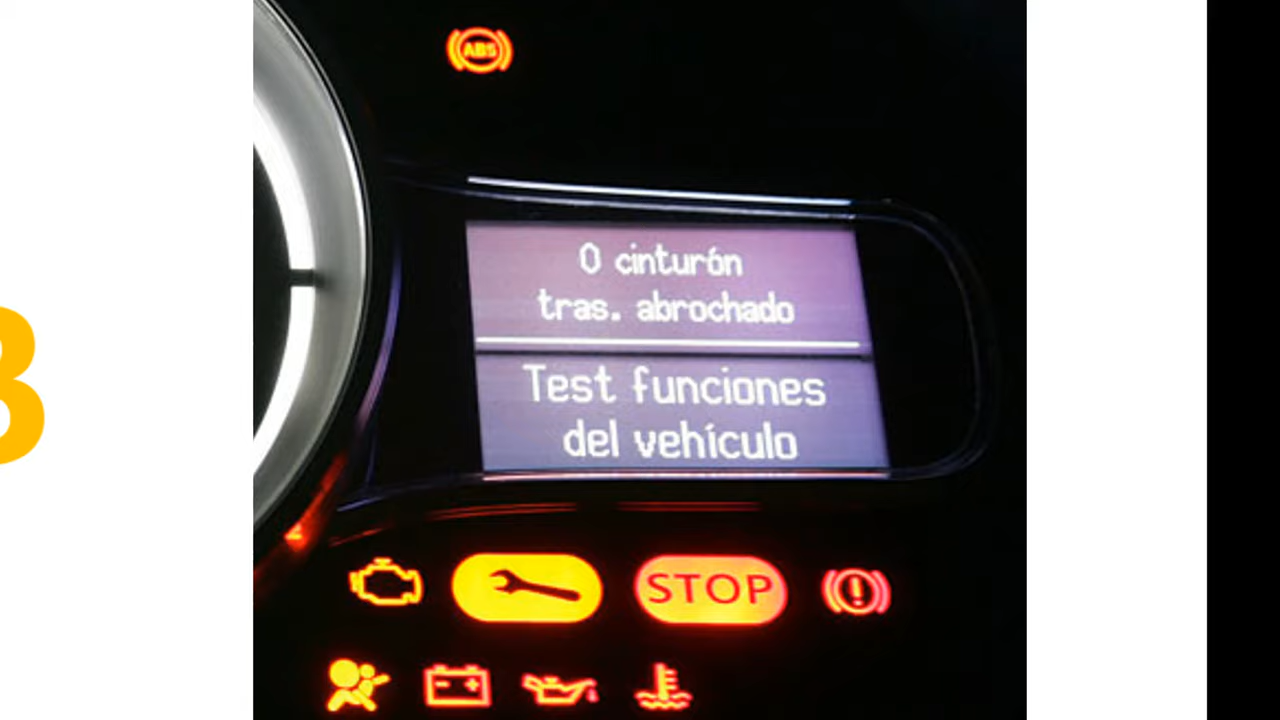 ABS
0 cinturón
tras. abrochado
Test funciones
del vehículo
STOP